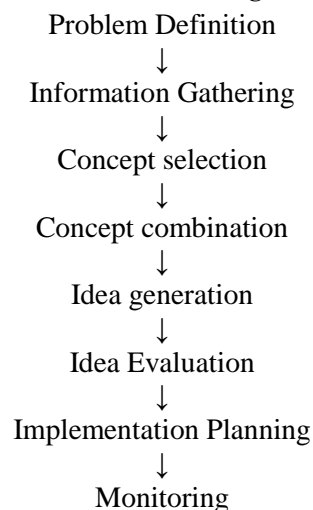 Problem Definition
↓
Information Gathering
↓
Concept selection
↓
Concept combination
↓
Idea generation
↓
Idea Evaluation
↓
Implementation Planning
↓
Monitoring